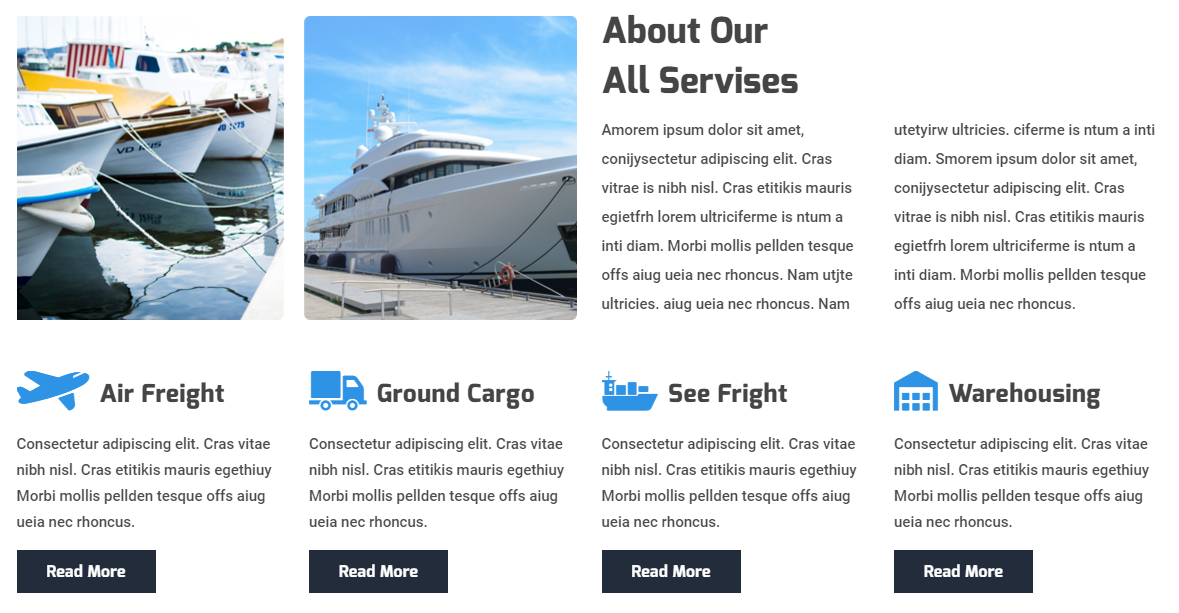 About Our
All Servises
Amorem ipsum dolor sit amet,
conijysectetur adipiscing elit. Cras
vitrae is nibh nisl. Cras etitikis mauris
egietfrh lorem ultriciferme is ntum a
inti diam. Morbi mollis pellden tesque
offs aiug ueia nec rhoncus. Nam utjte
ultricies. aiug ueia nec rhoncus. Nam
utetyirw ultricies. ciferme is ntum a inti
diam. Smorem ipsum dolor sit amet,
conijysectetur adipiscing elit. Cras
vitrae is nibh nisl. Cras etitikis mauris
egietfrh lorem ultriciferme is ntum a
inti diam. Morbi mollis pellden tesque
offs aiug ueia nec rhoncus.
Air Freight
Consectetur adipiscing elit. Cras vitae
nibh nisl. Cras etitikis mauris egethiuy
Morbi mollis pellden tesque offs aiug
ueia nec rhoncus.
Read More
Ground Cargo
Consectetur adipiscing elit. Cras vitae
nibh nisl. Cras etitikis mauris egethiuy
Morbi mollis pellden tesque offs aiug
ueia nec rhoncus.
Read More
See Fright
Consectetur adipiscing elit. Cras vitae
nibh nisl. Cras etitikis mauris egethiuy
Morbi mollis pellden tesque offs aiug
ueia nec rhoncus.
Read More
Warehousing
Consectetur adipiscing elit. Cras vitae
nibh nisl. Cras etitikis mauris egethiuy
Morbi mollis pellden tesque offs aiug
ueia nec rhoncus.
Read More